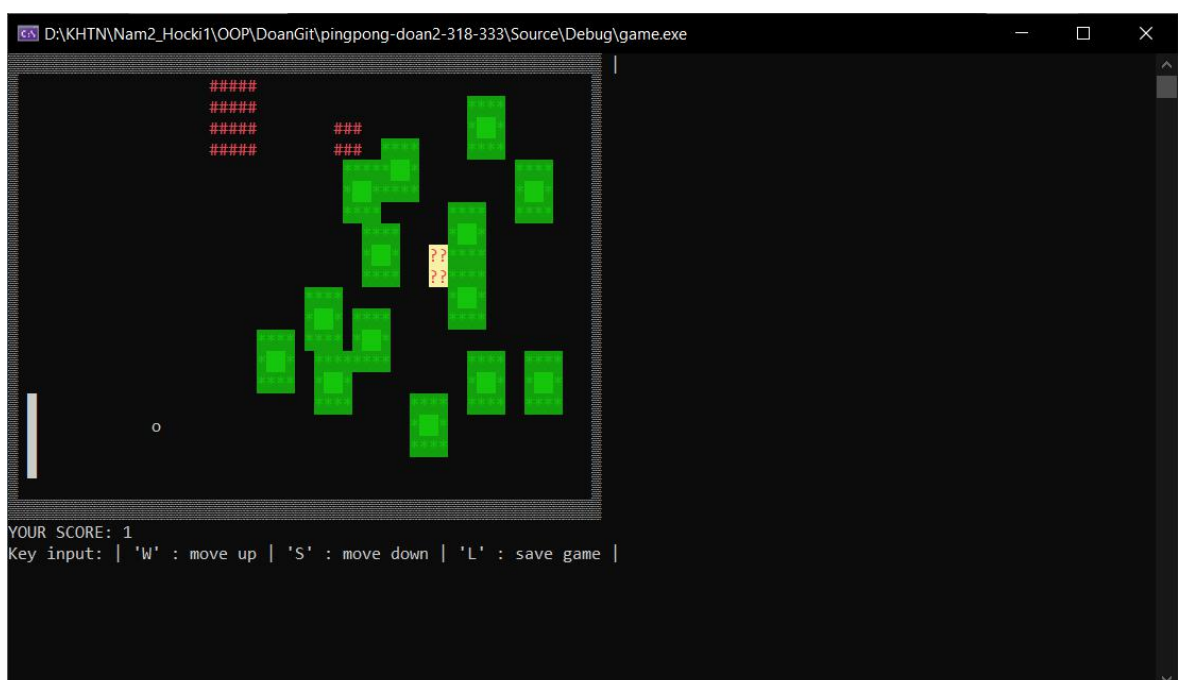 D:\KHTN\Nam2_Hocki1\OOP\DoanGit\pingpong-doan2-318-333\Source\Debug\game.exe
|
#####
#####
##### ###
##### ###
??
??
o
YOUR SCORE: 1
Key input: | 'W' : move up | 'S' : move down | 'L' : save game |